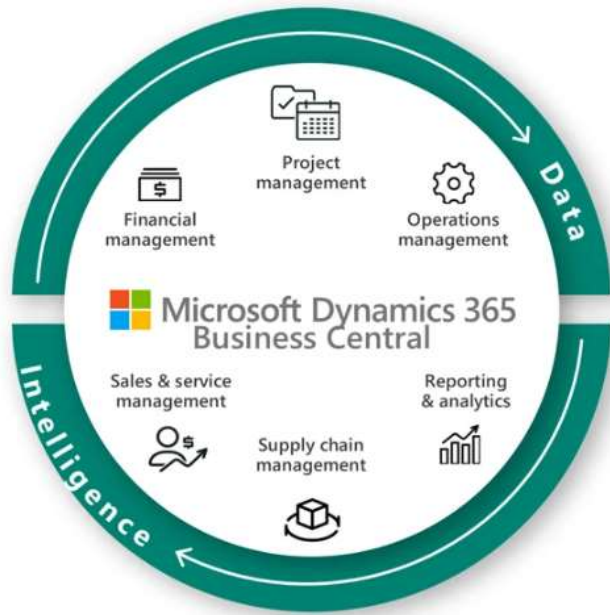 Project
management
Financial
management
Operations
management
Data
Microsoft Dynamics 365
Business Central
Sales & service
management
Reporting
& analytics
Supply chain
management
Intelligence